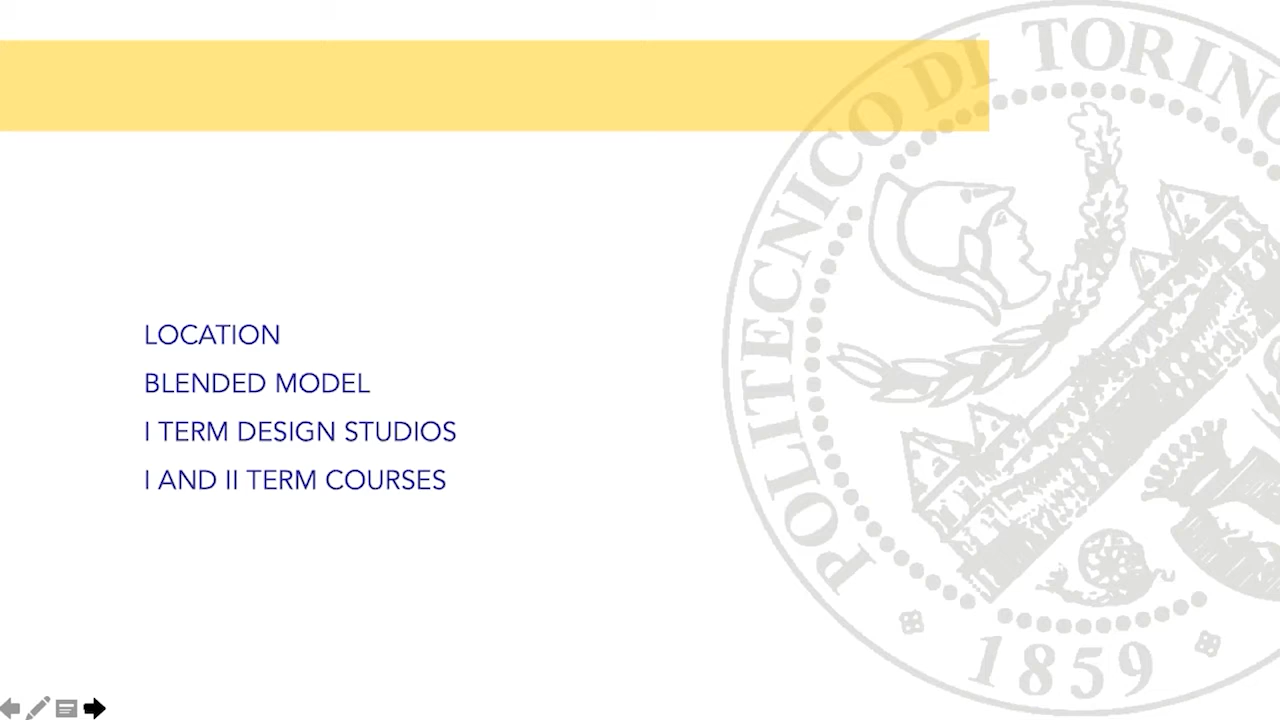 POLITECNICO DI TORINO
LOCATION
BLENDED MODEL
I TERM DESIGN STUDIOS
I AND II TERM COURSES
1859